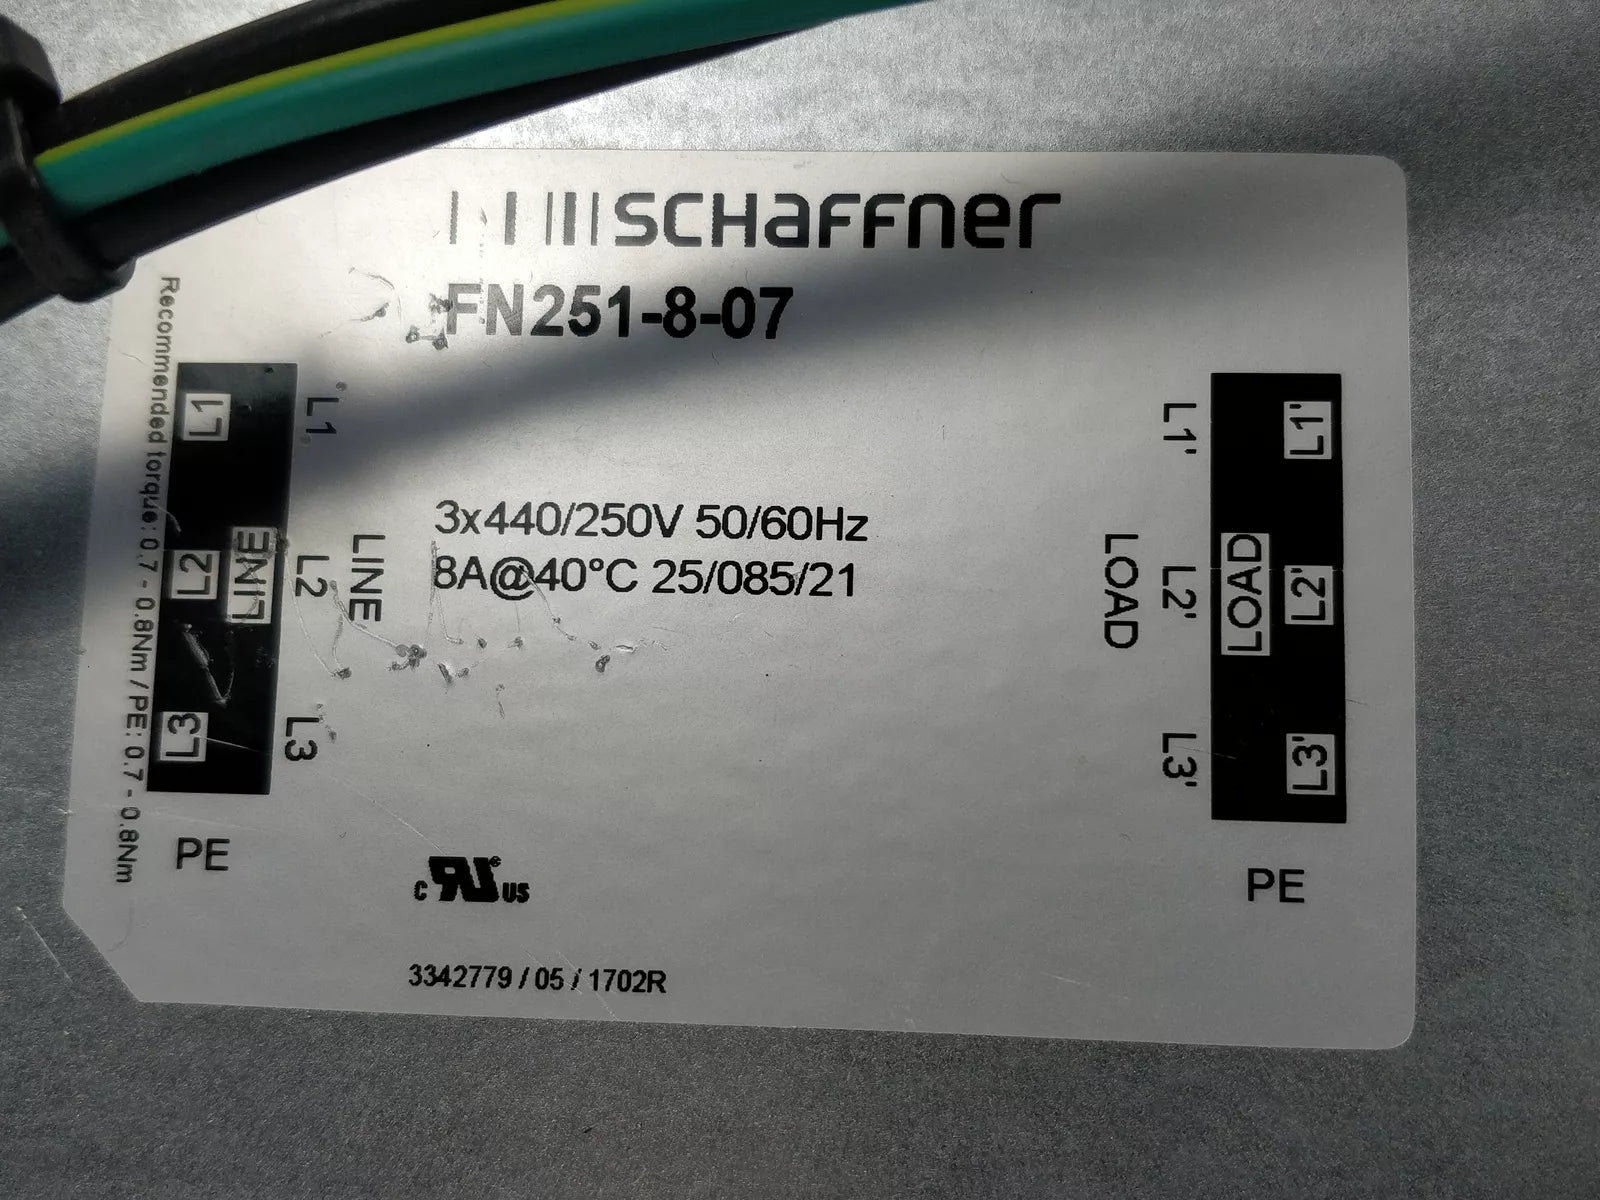 SCHAFFNER
FN251-8-07
Recommended torque: 0.7 - 0.8Nm / PE: 0.7 - 0.8Nm
L1
L2
L3
LINE
L1
L2
L3
LINE
PE
3x440/250V 50/60Hz
8A@40°C 25/085/21
L1'
L2'
L3'
LOAD
L1'
L2'
L3'
LOAD
PE
c RU ® US
3342779 / 05 / 1702R